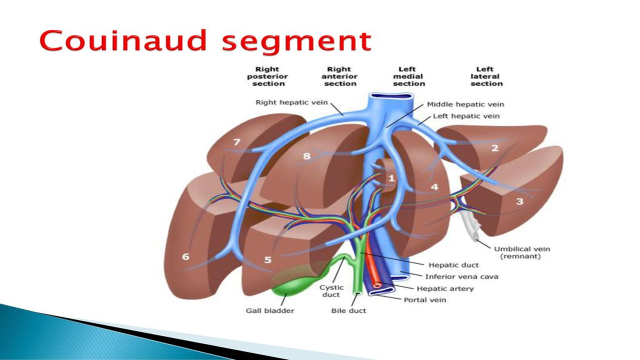 Couinaud segment
Right
posterior
section
Right
anterior
section
Left
medial
section
Left
lateral
section
Right hepatic vein
Middle hepatic vein
Left hepatic vein
7
8
1
4
2
3
6
5
Umbilical vein
(remnant)
Hepatic duct
Inferior vena cava
Hepatic artery
Portal vein
Cystic
duct
Gall bladder
Bile duct